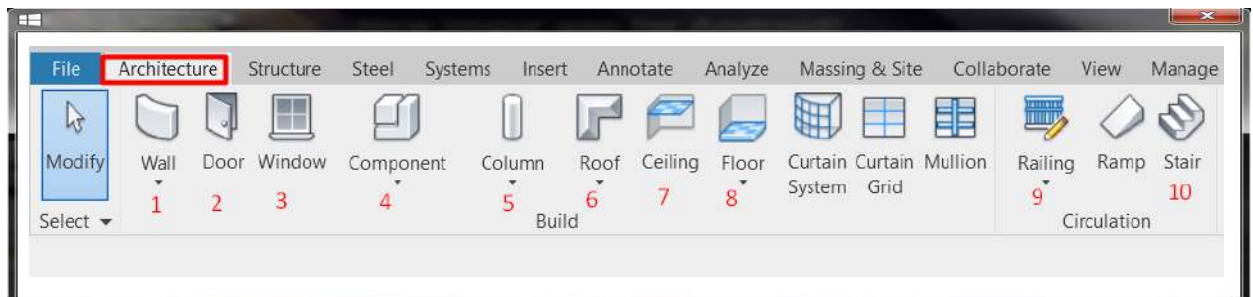 File Architecture Structure Steel Systems Insert Annotate Analyze Massing & Site Collaborate View Manage
Modify Wall Door Window Component Column Roof Ceiling Floor Curtain System Curtain Grid Mullion Railing Ramp Stair
1 2 3 4 5 6 7 8 9 10
Select Build Circulation